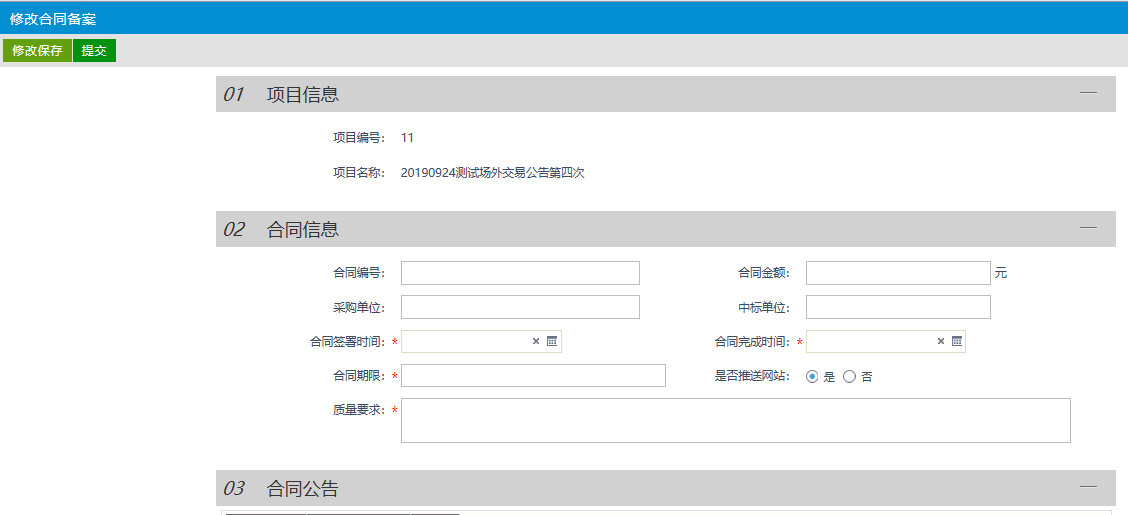 修改合同备案
修改保存 提交
01 项目信息
项目编号： 11
项目名称： 20190924测试场外交易公告第四次
02 合同信息
合同编号： 合同金额： 元
采购单位： 中标单位：
合同签署时间：* 合同完成时间：*
合同期限：* 是否推送网站： 是 否
质量要求：*
03 合同公告